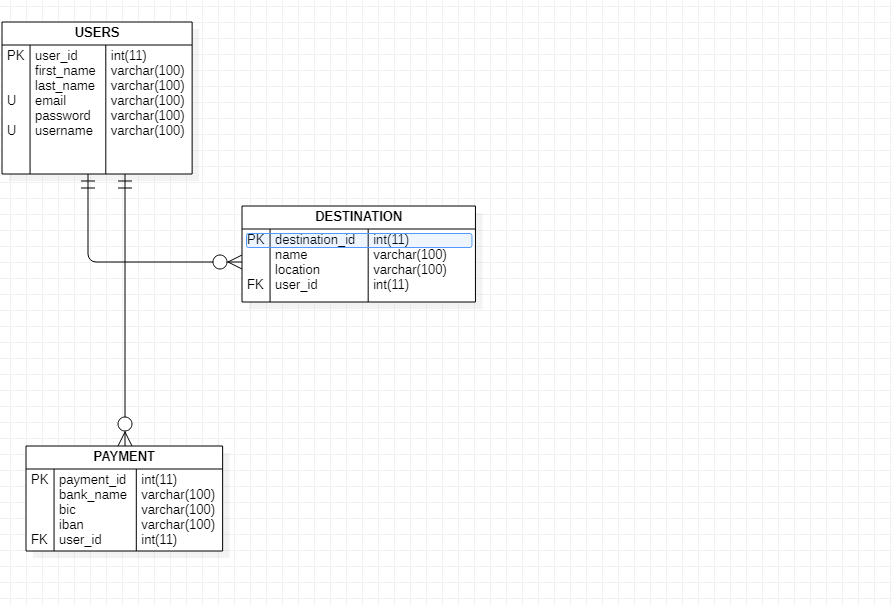 USERS
PK user_id int(11)
first_name varchar(100)
last_name varchar(100)
U email varchar(100)
password varchar(100)
U username varchar(100)
DESTINATION
PK destination_id int(11)
name varchar(100)
location varchar(100)
FK user_id int(11)
PAYMENT
PK payment_id int(11)
bank_name varchar(100)
bic varchar(100)
iban varchar(100)
FK user_id int(11)